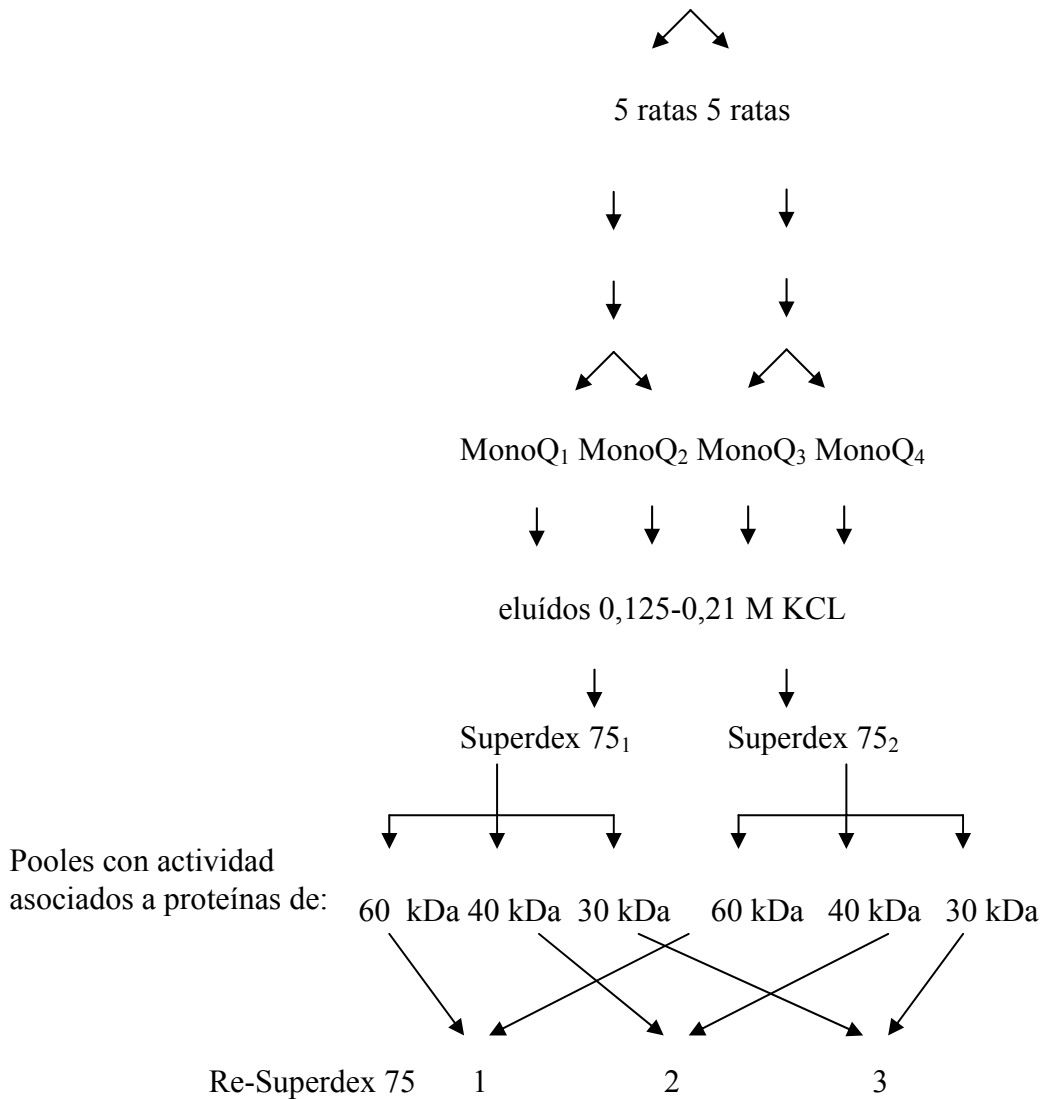 5 ratas 5 ratas
MonoQ₁ MonoQ₂ MonoQ₃ MonoQ₄
eluídos 0,125-0,21 M KCL
Superdex 75₁ Superdex 75₂
Pooles con actividad
asociados a proteínas de:
60 kDa 40 kDa 30 kDa 60 kDa 40 kDa 30 kDa
Re-Superdex 75 1 2 3